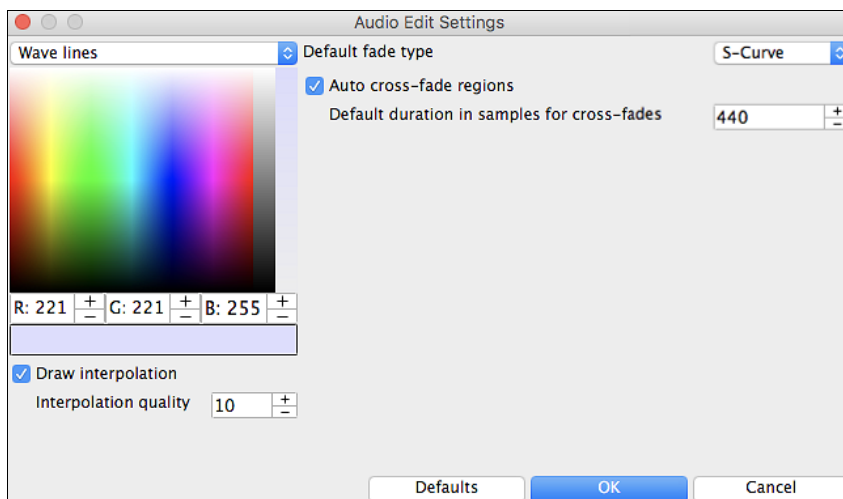 Audio Edit Settings
Wave lines
Default fade type
S-Curve
Auto cross-fade regions
Default duration in samples for cross-fades
440
+
−
R: 221
+
−
G: 221
+
−
B: 255
+
−
Draw interpolation
Interpolation quality
10
+
−
Defaults
OK
Cancel